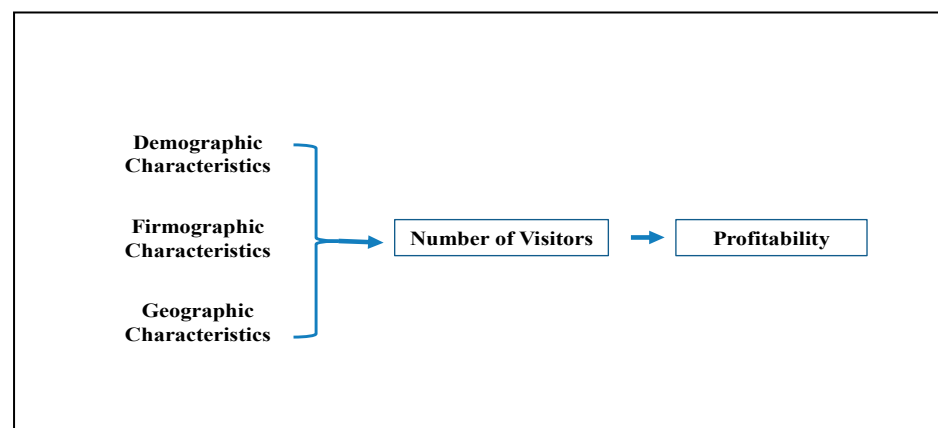 Demographic
Characteristics
Firmographic
Characteristics
Number of Visitors
Profitability
Geographic
Characteristics